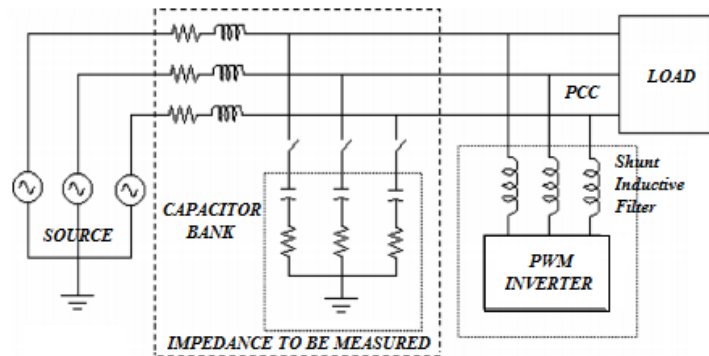 LOAD
PCC
Shunt
Inductive
Filter
CAPACITOR
BANK
SOURCE
PWM
INVERTER
IMPEDANCE TO BE MEASURED